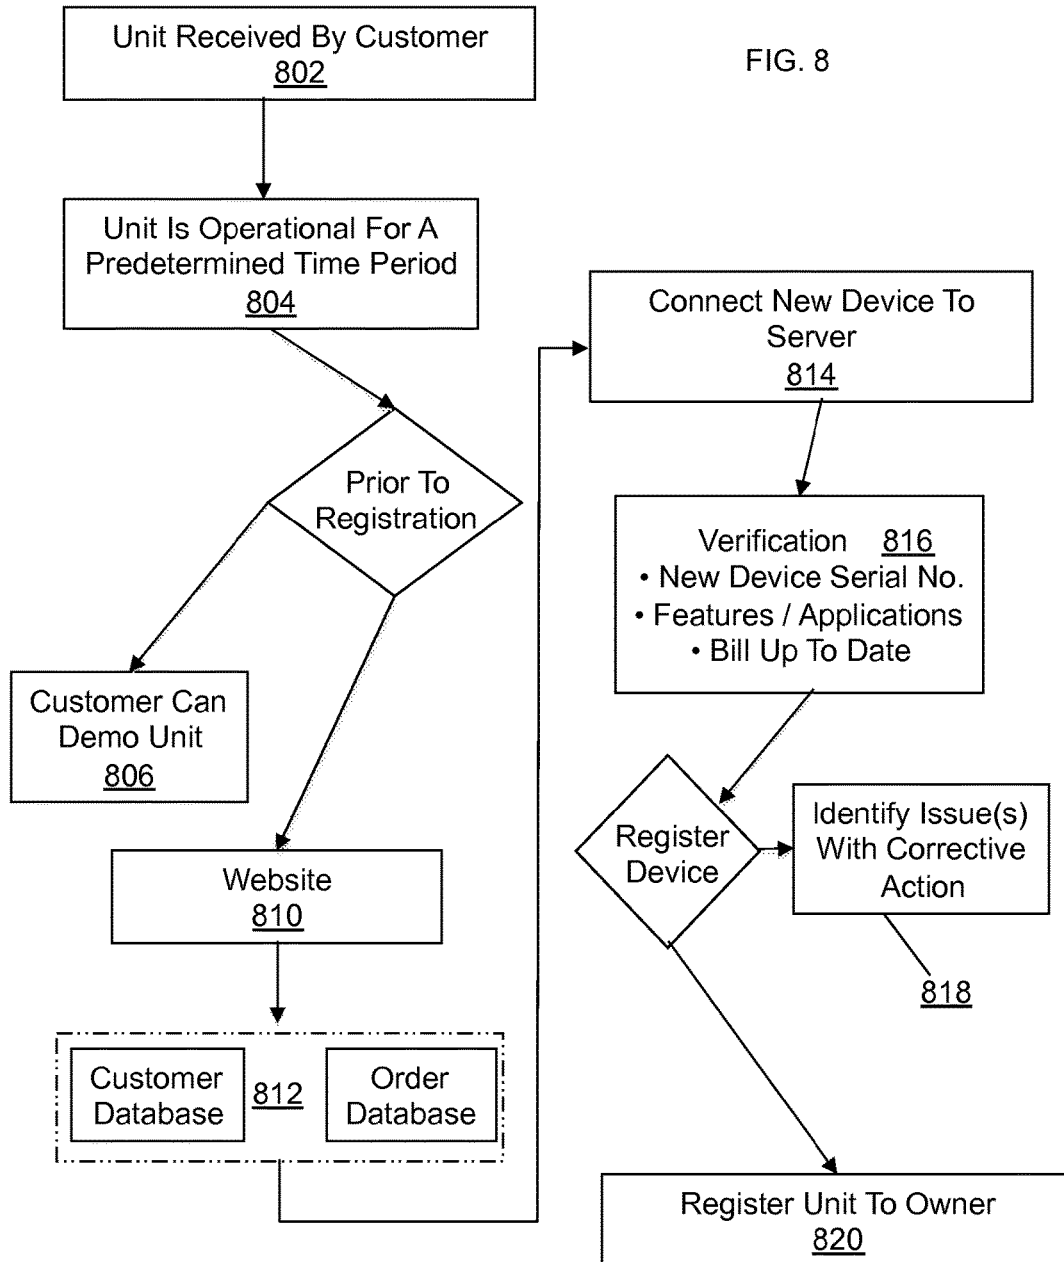 Unit Received By Customer
802
FIG. 8
Unit Is Operational For A
Predetermined Time Period
804
Prior To
Registration
Customer Can
Demo Unit
806
Website
810
Customer
Database
812
Order
Database
Connect New Device To
Server
814
Verification 816
• New Device Serial No.
• Features / Applications
• Bill Up To Date
Register
Device
Identify Issue(s)
With Corrective
Action
818
Register Unit To Owner
820